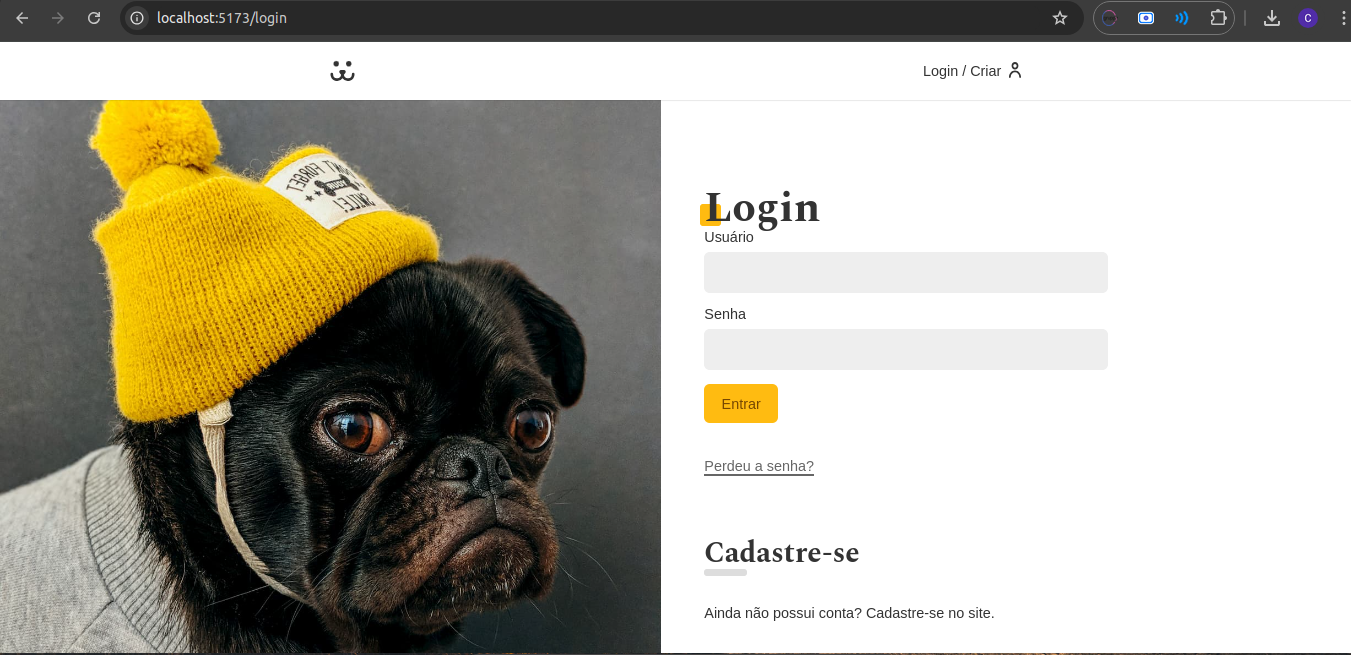 localhost:5173/login
C
Login / Criar
DON'T FORGET
SMILE!
Login
Usuário
Senha
Entrar
Perdeu a senha?
Cadastre-se
Ainda não possui conta? Cadastre-se no site.